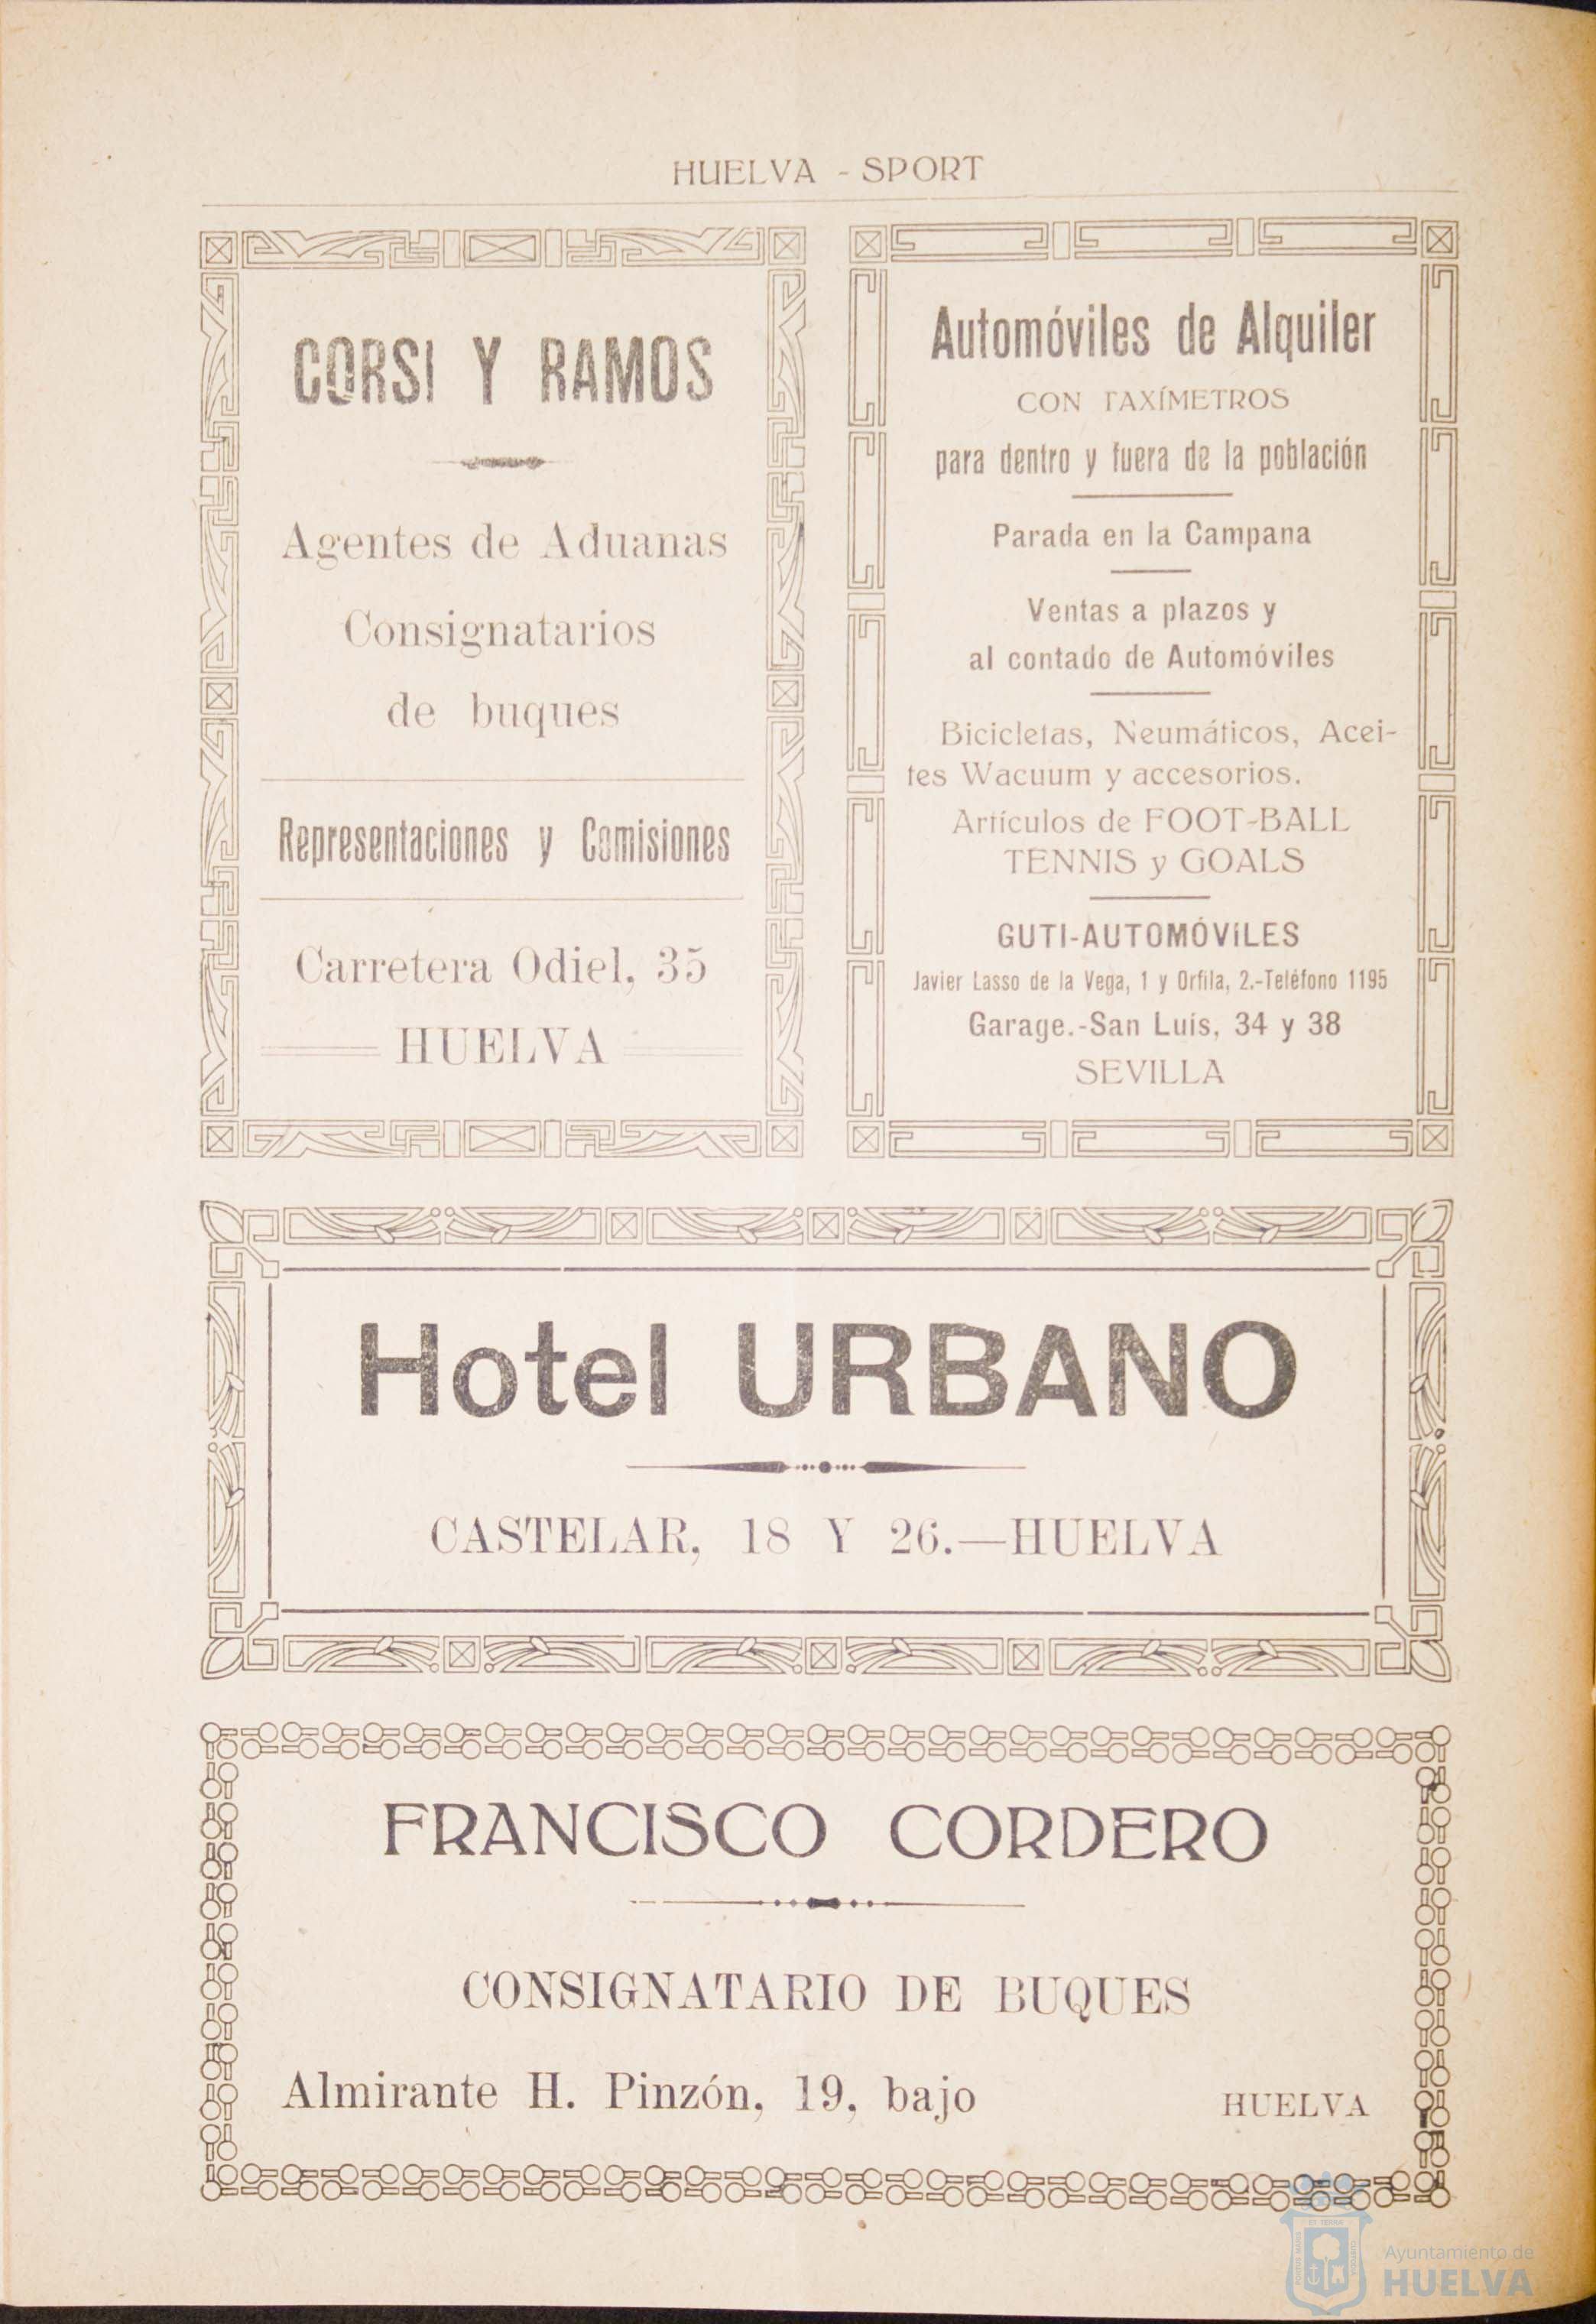 HUELVA - SPORT
CORSI Y RAMOS
Agentes de Aduanas
Consignatarios
de buques
Representaciones y Comisiones
Carretera Odiel, 35
HUELVA
Automóviles de Alquiler
CON TAXÍMETROS
para dentro y fuera de la población
Parada en la Campana
Ventas a plazos y
al contado de Automóviles
Bicicletas, Neumáticos, Acei-
tes Wacuum y accesorios.
Artículos de FOOT-BALL
TENNIS y GOALS
GUTI-AUTOMÓVILES
Javier Lasso de la Vega, 1 y Orfila, 2.-Teléfono 1195
Garage.-San Luis, 34 y 38
SEVILLA
Hotel URBANO
CASTELAR, 18 Y 26.—HUELVA
FRANCISCO CORDERO
CONSIGNATARIO DE BUQUES
Almirante H. Pinzón, 19, bajo HUELVA
Ayuntamiento de
HUELVA